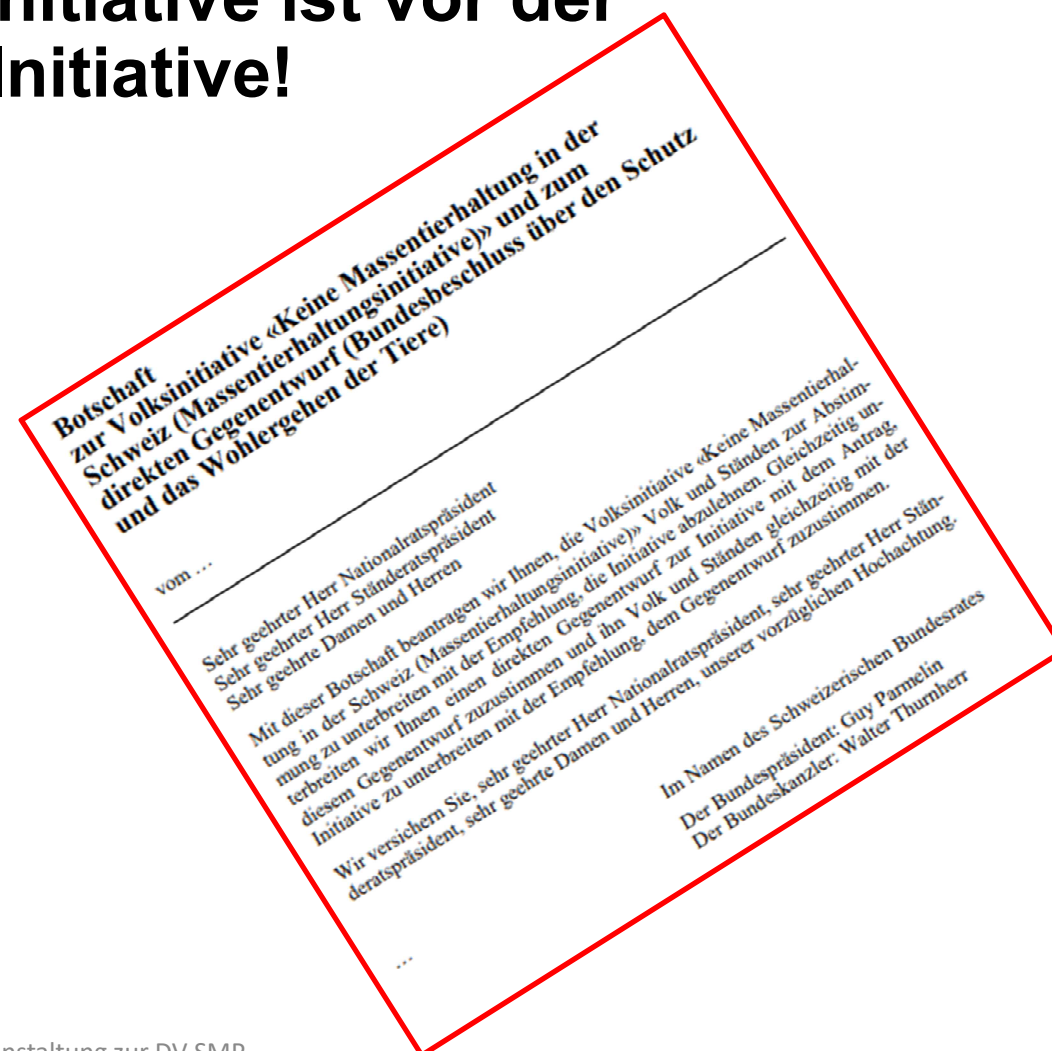 nitiative ist vor der
Initiative!
Botschaft
zur Volksinitiative «Keine Massentierhaltung in der
Schweiz (Massentierhaltungsinitiative)» und zum
direkten Gegenentwurf (Bundesbeschluss über den Schutz
und das Wohlergehen der Tiere)
vom …
Sehr geehrter Herr Nationalratspräsident
Sehr geehrter Herr Ständeratspräsident
Sehr geehrte Damen und Herren
Mit dieser Botschaft beantragen wir Ihnen, die Volksinitiative «Keine Massentierhal-
tung in der Schweiz (Massentierhaltungsinitiative)» Volk und Ständen zur Abstim-
mung zu unterbreiten mit der Empfehlung, die Initiative abzulehnen. Gleichzeitig un-
terbreiten wir Ihnen einen direkten Gegenentwurf zur Initiative mit dem Antrag,
diesem Gegenentwurf zuzustimmen und ihn Volk und Ständen gleichzeitig mit der
Initiative zu unterbreiten mit der Empfehlung, dem Gegenentwurf zuzustimmen.
Wir versichern Sie, sehr geehrter Herr Nationalratspräsident, sehr geehrter Herr Stän-
deratspräsident, sehr geehrte Damen und Herren, unserer vorzüglichen Hochachtung.
Im Namen des Schweizerischen Bundesrates
Der Bundespräsident: Guy Parmelin
Der Bundeskanzler: Walter Thurnherr
…
nstaltung zur DV SMP